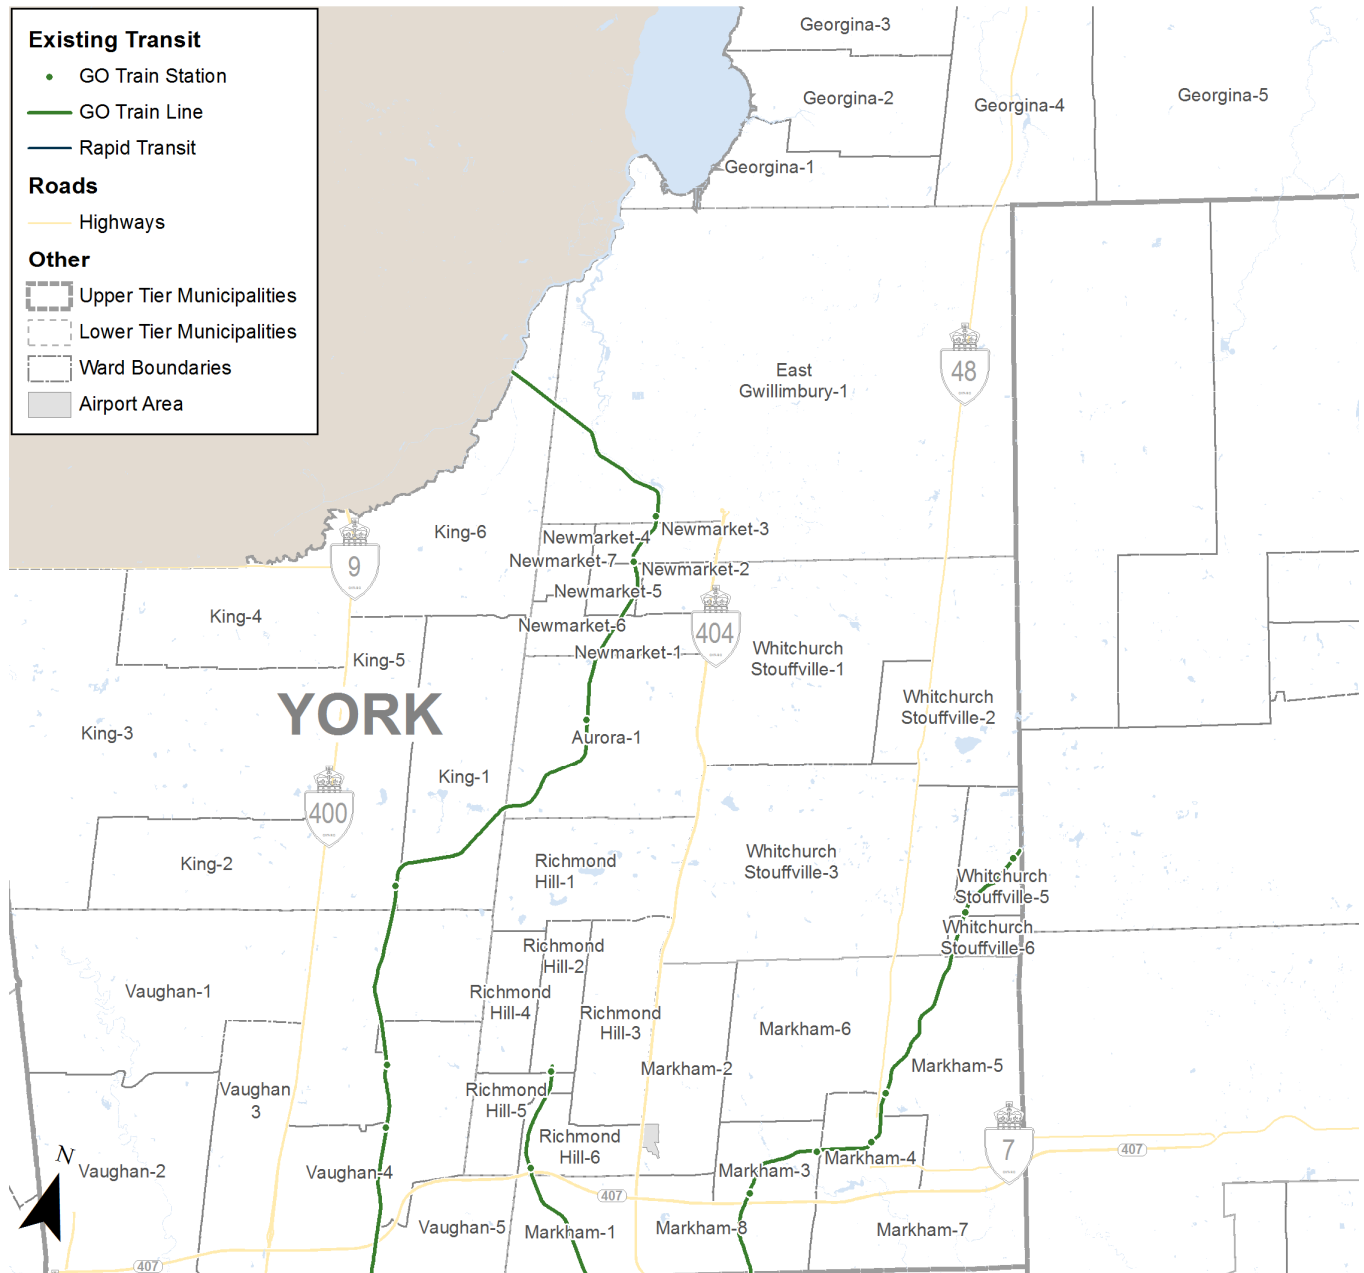 Existing Transit
GO Train Station
GO Train Line
Rapid Transit
Roads
Highways
Other
Upper Tier Municipalities
Lower Tier Municipalities
Ward Boundaries
Airport Area
Georgina-3
Georgina-2
Georgina-4
Georgina-5
Georgina-1
48
East
Gwillimbury-1
King-6
Newmarket-3
Newmarket-4
9
Newmarket-7
Newmarket-2
Newmarket-5
King-4
Newmarket-6
404
Newmarket-1
Whitchurch
Stouffville-1
King-5
Whitchurch
Stouffville-2
YORK
King-3
Aurora-1
King-1
400
King-2
Richmond
Hill-1
Whitchurch
Stouffville-3
Whitchurch
Stouffville-5
Whitchurch
Stouffville-6
Richmond
Hill-2
Vaughan-1
Richmond
Hill-4
Richmond
Hill-3
Markham-6
Markham-2
Markham-5
Vaughan
3
Richmond
Hill-5
Richmond
Hill-6
7
407
N
Vaughan-2
Vaughan-4
Markham-3
Markham-4
407
Vaughan-5
Markham-1
Markham-8
Markham-7
407